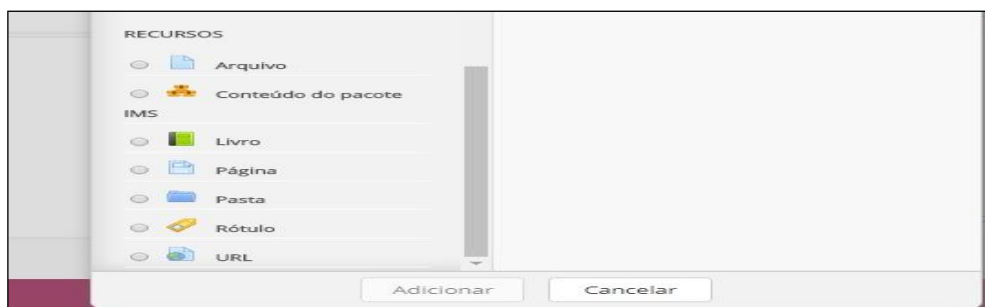 RECURSOS
Arquivo
Conteúdo do pacote
IMS
Livro
Página
Pasta
Rótulo
URL
Adicionar
Cancelar